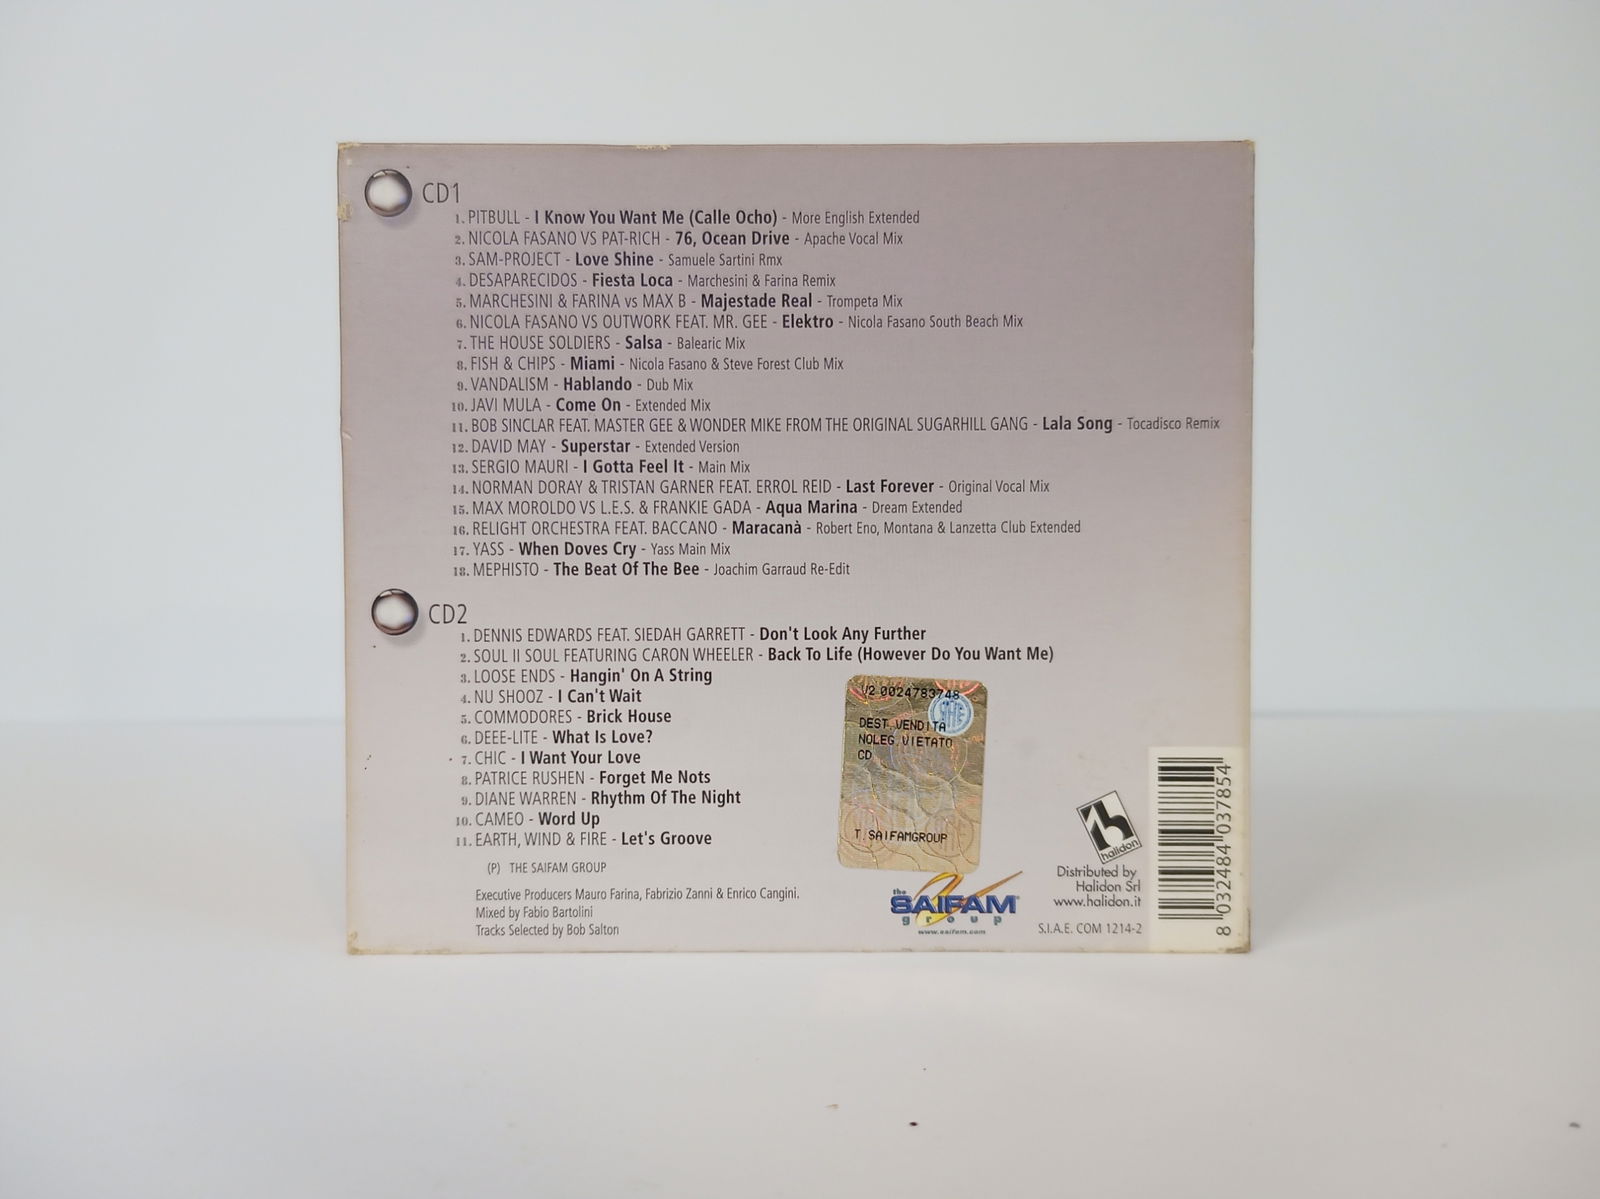 CD1
1. PITBULL - I Know You Want Me (Calle Ocho) - More English Extended
2. NICOLA FASANO VS PAT-RICH - 76, Ocean Drive - Apache Vocal Mix
3. SAM-PROJECT - Love Shine - Samuele Sartini Rmx
4. DESAPARECIDOS - Fiesta Loca - Marchesini & Farina Remix
5. MARCHESINI & FARINA vs MAX B - Majestade Real - Trompeta Mix
6. NICOLA FASANO VS OUTWORK FEAT. MR. GEE - Elektro - Nicola Fasano South Beach Mix
7. THE HOUSE SOLDIERS - Salsa - Balearic Mix
8. FISH & CHIPS - Miami - Nicola Fasano & Steve Forest Club Mix
9. VANDALISM - Hablando - Dub Mix
10. JAVI MULA - Come On - Extended Mix
11. BOB SINCLAR FEAT. MASTER GEE & WONDER MIKE FROM THE ORIGINAL SUGARHILL GANG - Lala Song - Tocadisco Remix
12. DAVID MAY - Superstar - Extended Version
13. SERGIO MAURI - I Gotta Feel It - Main Mix
14. NORMAN DORAY & TRISTAN GARNER FEAT. ERROL REID - Last Forever - Original Vocal Mix
15. MAX MOROLDO VS L.E.S. & FRANKIE GADA - Aqua Marina - Dream Extended
16. RELIGHT ORCHESTRA FEAT. BACCANO - Maracanà - Robert Eno, Montana & Lanzetta Club Extended
17. YASS - When Doves Cry - Yass Main Mix
18. MEPHISTO - The Beat Of The Bee - Joachim Garraud Re-Edit
CD2
1. DENNIS EDWARDS FEAT. SIEDAH GARRETT - Don't Look Any Further
2. SOUL II SOUL FEATURING CARON WHEELER - Back To Life (However Do You Want Me)
3. LOOSE ENDS - Hangin' On A String
4. NU SHOOZ - I Can't Wait
5. COMMODORES - Brick House
6. DEEE-LITE - What Is Love?
7. CHIC - I Want Your Love
8. PATRICE RUSHEN - Forget Me Nots
9. DIANE WARREN - Rhythm Of The Night
10. CAMEO - Word Up
11. EARTH, WIND & FIRE - Let's Groove
(P) THE SAIFAM GROUP
Executive Producers Mauro Farina, Fabrizio Zanni & Enrico Cangini.
Mixed by Fabio Bartolini
Tracks Selected by Bob Salton
V2 0024783748
SIAE
DEST.VENDITA
NOLEG.VIETATO
CD
T.SAIFAMGROUP
the
SAIFAM
group
www.saifam.com
halidon
Distributed by
Halidon Srl
www.halidon.it
S.I.A.E. COM 1214-2
8 032484 037854